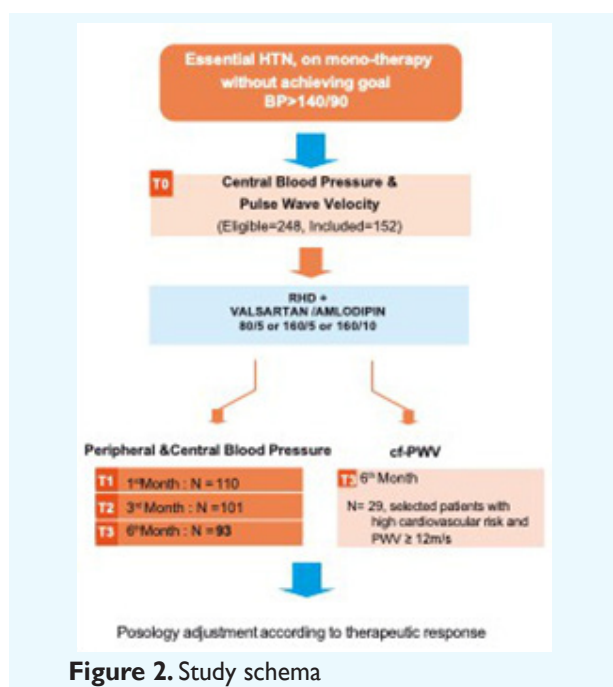 Essential HTN, on mono-therapy
without achieving goal
BP>140/90
T0
Central Blood Pressure &
Pulse Wave Velocity
(Eligible=248, Included=152)
RHD +
VALSARTAN /AMLODIPIN
80/5 or 160/5 or 160/10
Peripheral &Central Blood Pressure
T1 1stMonth : N =110
T2 3rd Month : N =101
T3 6thMonth : N =93
cf-PWV
6th Month
N= 29, selected patients with
high cardiovascular risk and
PWV ≥ 12m/s
Posology adjustment according to therapeutic response
Figure 2. Study schema